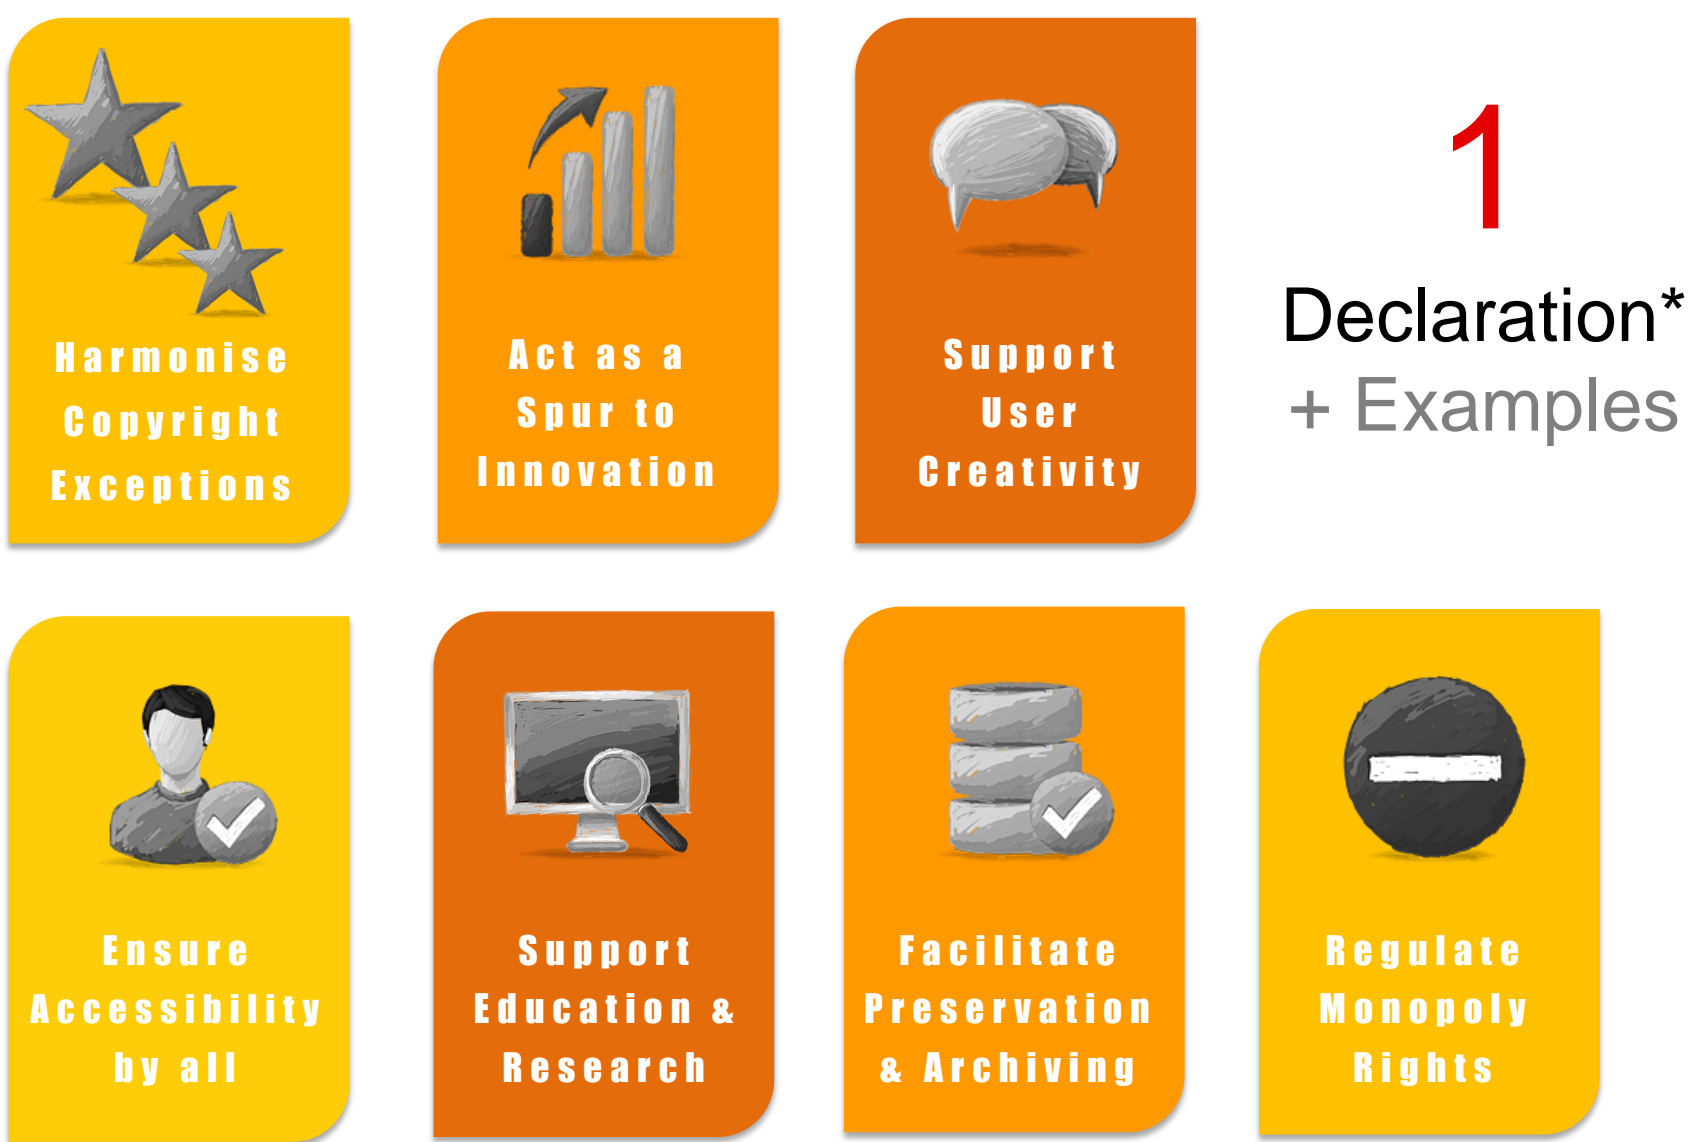 Harmonise
Copyright
Exceptions
Act as a
Spur to
Innovation
Support
User
Creativity
1
Declaration*
+ Examples
Ensure
Accessibility
by all
Support
Education &
Research
Facilitate
Preservation
& Archiving
Regulate
Monopoly
Rights